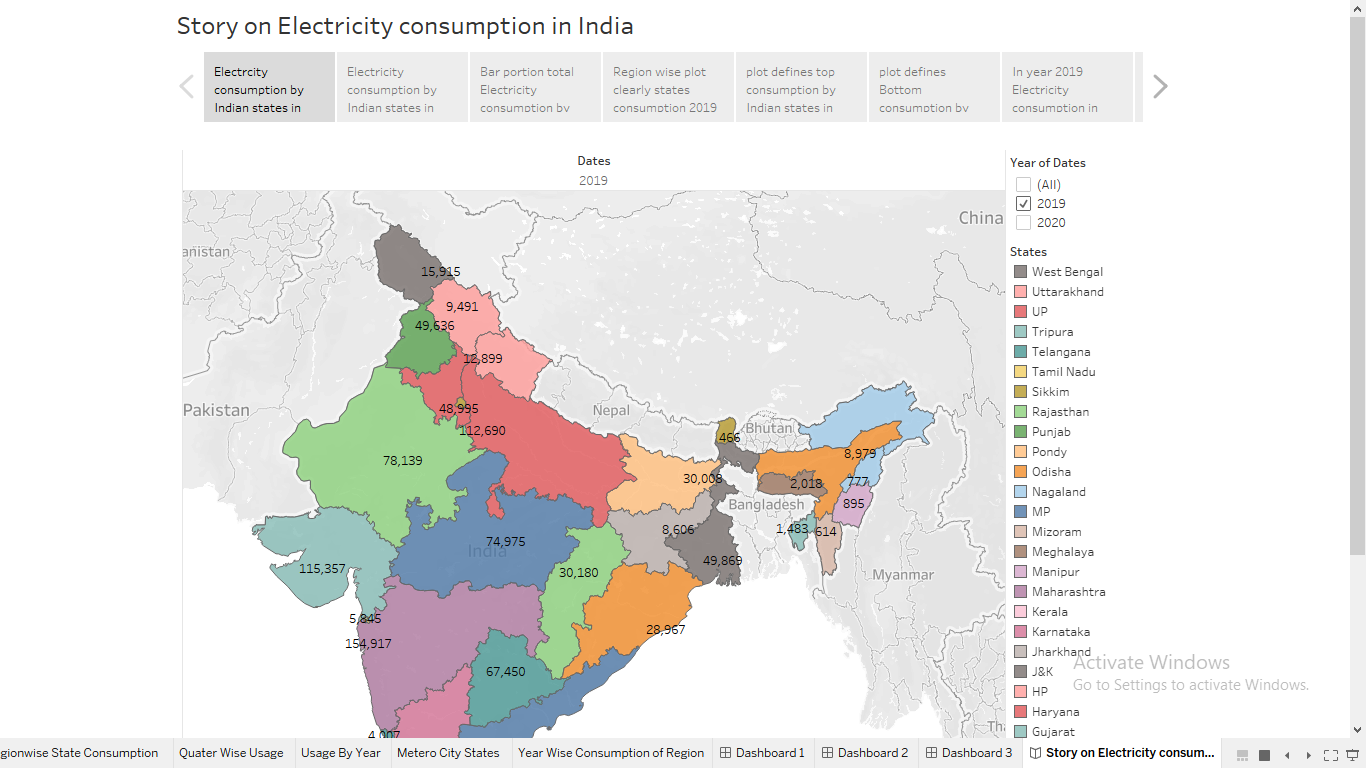 Story on Electricity consumption in India
Electrcity
consumption by
Indian states in
Electricity
consumption by
Indian states in
Bar portion total
Electricity
consumption by
Region wise plot
clearly states
consumption 2019
plot defines top
consumption by
Indian states in
plot defines
Bottom
consumption by
In year 2019
Electricity
consumption in
Dates
2019
Year of Dates
(All)
2019
2020
States
West Bengal
Uttarakhand
UP
Tripura
Telangana
Tamil Nadu
Sikkim
Rajasthan
Punjab
Pondy
Odisha
Nagaland
MP
Mizoram
Meghalaya
Manipur
Maharashtra
Kerala
Karnataka
Jharkhand
J&K
HP
Haryana
Gujarat
China
anistan
15,915
9,491
49,636
12,899
Pakistan
Nepal
48,995
112,690
Bhutan
466
78,139
8,979
30,008
777
2,018
895
Bangladesh
8,606
1,483
614
74,975
India
49,869
115,357
30,180
Myanmar
5,845
28,967
154,917
67,450
4,007
Tha
Activate Windows
Go to Settings to activate Windows.
gionwise State Consumption
Quater Wise Usage
Usage By Year
Metero City States
Year Wise Consumption of Region
Dashboard 1
Dashboard 2
Dashboard 3
Story on Electricity consum...